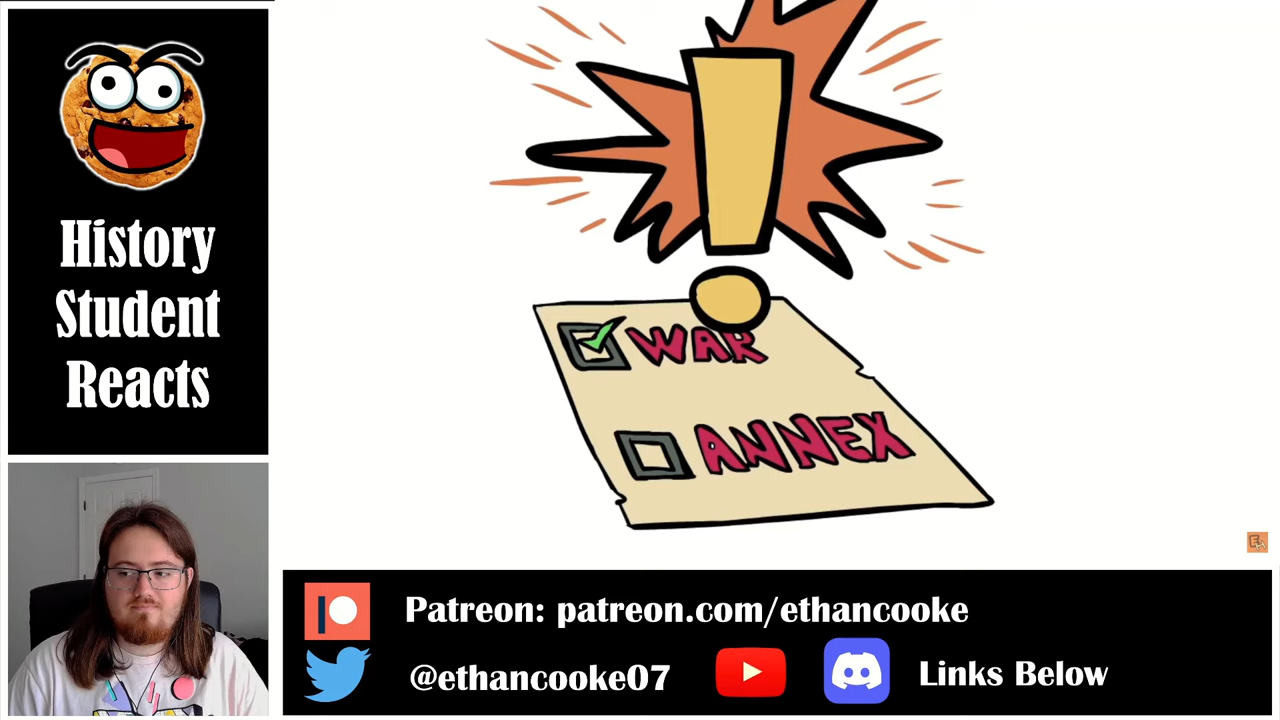 History
Student
Reacts
WAR
ANNEX
Patreon: patreon.com/ethancooke
@ethancooke07
Links Below